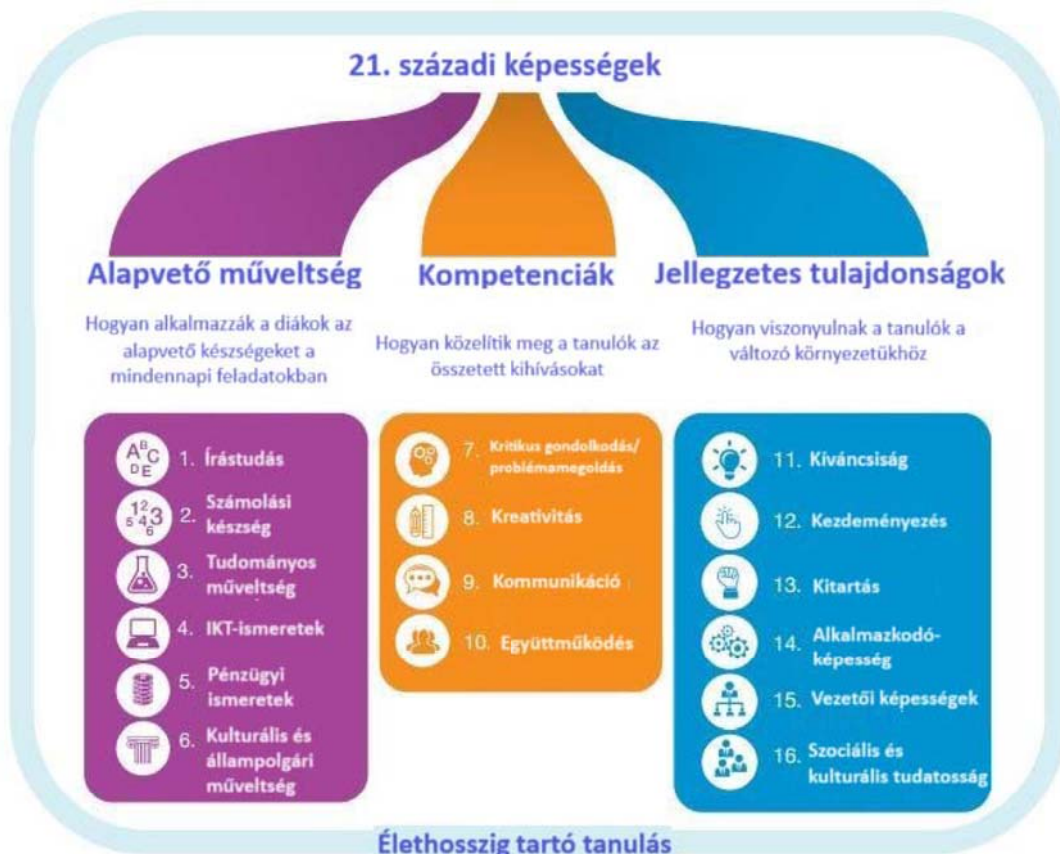 21. századi képességek
Alapvető műveltség
Hogyan alkalmazzák a diákok az
alapvető készségeket a
mindennapi feladatokban
Kompetenciák
Hogyan közelítik meg a tanulók az
összetett kihívásokat
Jellegzetes tulajdonságok
Hogyan viszonyulnak a tanulók a
változó környezetükhöz
ABCDE
1. Írástudás
123456
2. Számolási
készség
3. Tudományos
műveltség
4. IKT-ismeretek
5. Pénzügyi
ismeretek
6. Kulturális és
állampolgári
műveltség
7. Kritikus gondolkodás/
problémamegoldás
8. Kreativitás
9. Kommunikáció
10. Együttműködés
11. Kíváncsiság
12. Kezdeményezés
13. Kitartás
14. Alkalmazkodó-
képesség
15. Vezetői képességek
16. Szociális és
kulturális tudatosság
Élethosszig tartó tanulás